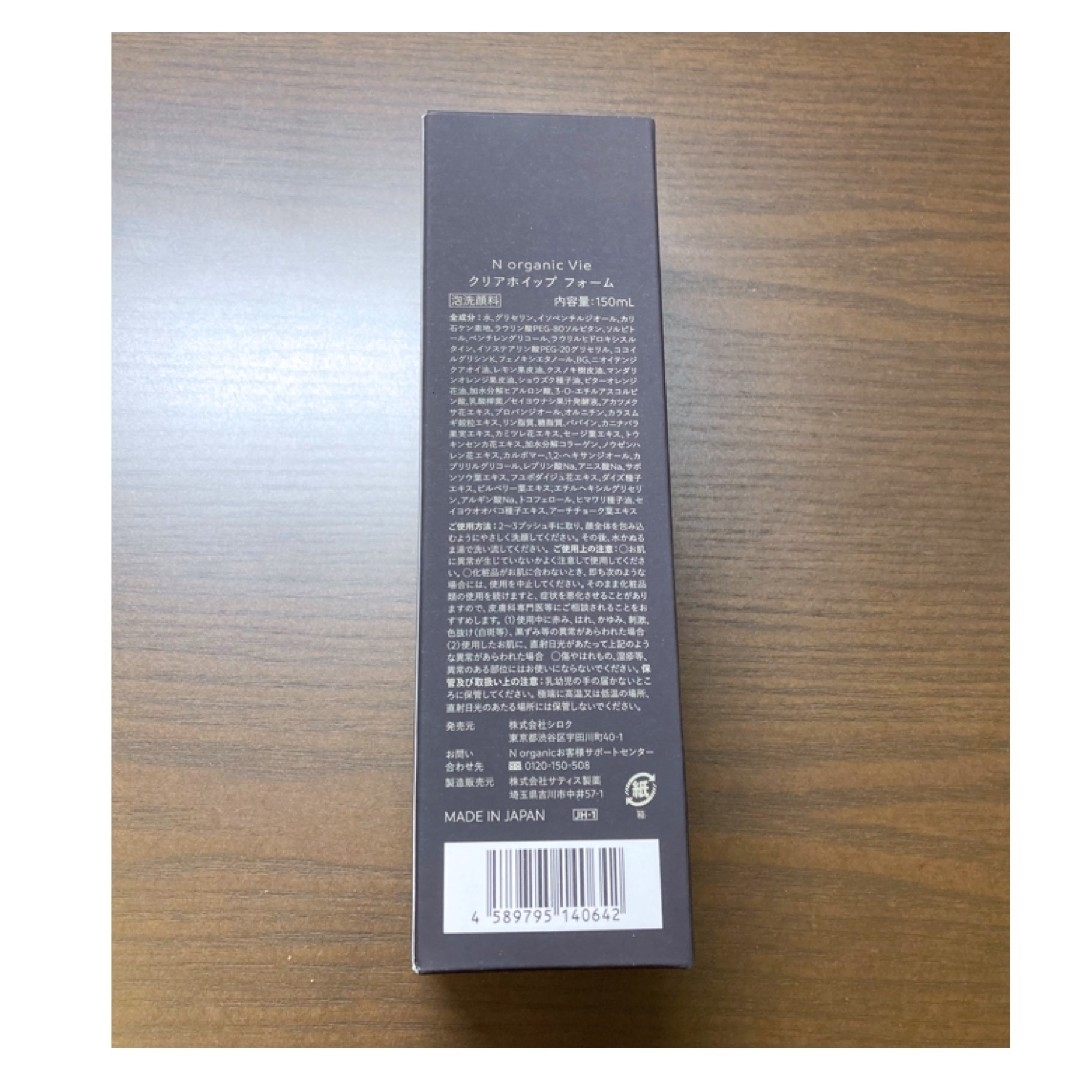 N organic Vie
クリアホイップ フォーム
泡洗顔料 内容量:150mL
全成分:水、グリセリン、イソペンチルジオール、カリ
石ケン素地、ラウリン酸PEG-80ソルビタン、ソルビト
ール、ペンチレングリコール、ラウリルヒドロキシスル
タイン、イソステアリン酸PEG-20グリセリル、ココイ
ルグリシンK、フェノキシエタノール、BG、ニオイテンジ
クアオイ油、レモン果皮油、クスノキ樹皮油、マンダリ
ンオレンジ果皮油、ショウズク種子油、ビターオレンジ
花油、加水分解ヒアルロン酸、3-O-エチルアスコルビ
ン酸、乳酸桿菌/セイヨウナシ果汁発酵液、アカツメク
サ花エキス、プロパンジオール、オルニチン、カラスム
ギ穀粒エキス、リン脂質、糖脂質、パパイン、カニナバラ
果実エキス、カミツレ花エキス、セージ葉エキス、トウ
キンセンカ花エキス、加水分解コラーゲン、ノウゼンハ
レン花エキス、カルボマー、1,2-ヘキサンジオール、カ
プリリルグリコール、レブリン酸Na、アニス酸Na、サボ
ンソウ葉エキス、フユボダイジュ花エキス、ダイズ種子
エキス、ビルベリー葉エキス、エチルヘキシルグリセリ
ン、アルギン酸Na、トコフェロール、ヒマワリ種子油、セ
イヨウオオバコ種子エキス、アーチチョーク葉エキス
ご使用方法:2～3プッシュ手に取り、顔全体を包み込
むようにやさしく洗顔してください。その後、水かぬる
ま湯で洗い流してください。ご使用上の注意:○お肌
に異常が生じていないかよく注意して使用してくださ
い。○化粧品がお肌に合わないとき、即ち次のような
場合には、使用を中止してください。そのまま化粧品
類の使用を続けますと、症状を悪化させることがあり
ますので、皮膚科専門医等にご相談されることをお
すすめします。(1)使用中に赤み、はれ、かゆみ、刺激、
色抜け(白斑等)、黒ずみ等の異常があらわれた場合
(2)使用したお肌に、直射日光があたって上記のよう
な異常があらわれた場合 ○傷やはれもの、湿疹等、
異常のある部位にはお使いにならないでください。保
管及び取扱い上の注意:乳幼児の手の届かないとこ
ろに保管してください。極端に高温又は低温の場所、
直射日光のあたる場所には保管しないでください。
発売元 株式会社シロク
東京都渋谷区宇田川町40-1
お問い N organicお客様サポートセンター
合わせ先 0120-150-508
製造販売元 株式会社サティス製薬
埼玉県吉川市中井57-1
紙
箱
MADE IN JAPAN JH-1
4 589795 140642